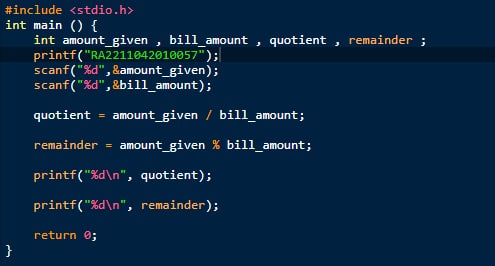 #include <stdio.h>
int main () {
    int amount_given , bill_amount , quotient , remainder ;
    printf("RA2211042010057");
    scanf("%d",&amount_given);
    scanf("%d",&bill_amount);
    quotient = amount_given / bill_amount;
    remainder = amount_given % bill_amount;
    printf("%d\n", quotient);
    printf("%d\n", remainder);
    return 0;
}